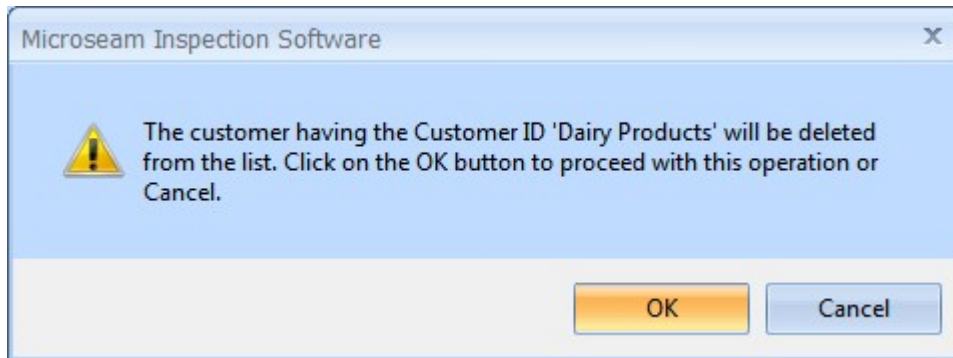 Microseam Inspection Software
The customer having the Customer ID 'Dairy Products' will be deleted
from the list. Click on the OK button to proceed with this operation or
Cancel.
OK
Cancel